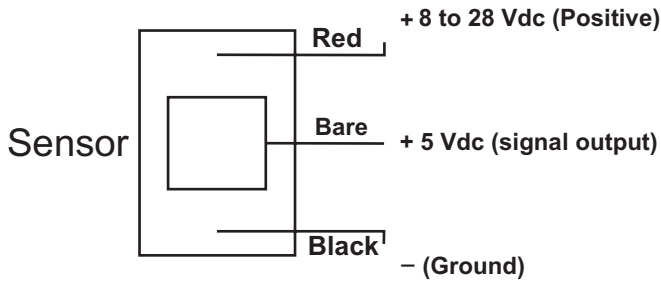 + 8 to 28 Vdc (Positive)
Red
Sensor
Bare
+ 5 Vdc (signal output)
Black
– (Ground)